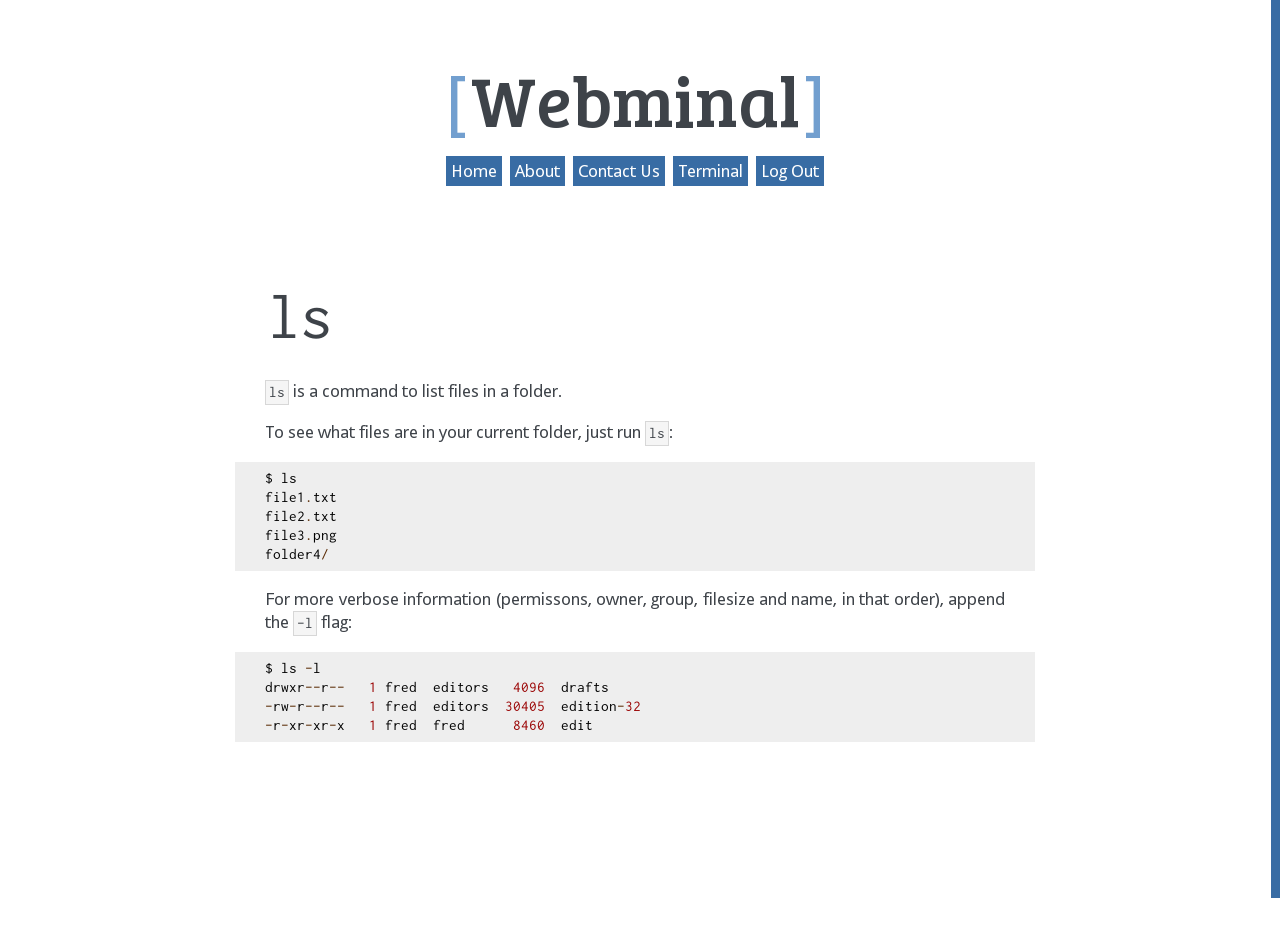 [Webminal]
Home About Contact Us Terminal Log Out
ls
ls is a command to list files in a folder.
To see what files are in your current folder, just run ls:
$ ls
file1.txt
file2.txt
file3.png
folder4/
For more verbose information (permissons, owner, group, filesize and name, in that order), append
the -l flag:
$ ls -l
drwxr--r--   1 fred  editors   4096  drafts
-rw-r--r--   1 fred  editors  30405  edition-32
-r-xr-xr-x   1 fred  fred      8460  edit